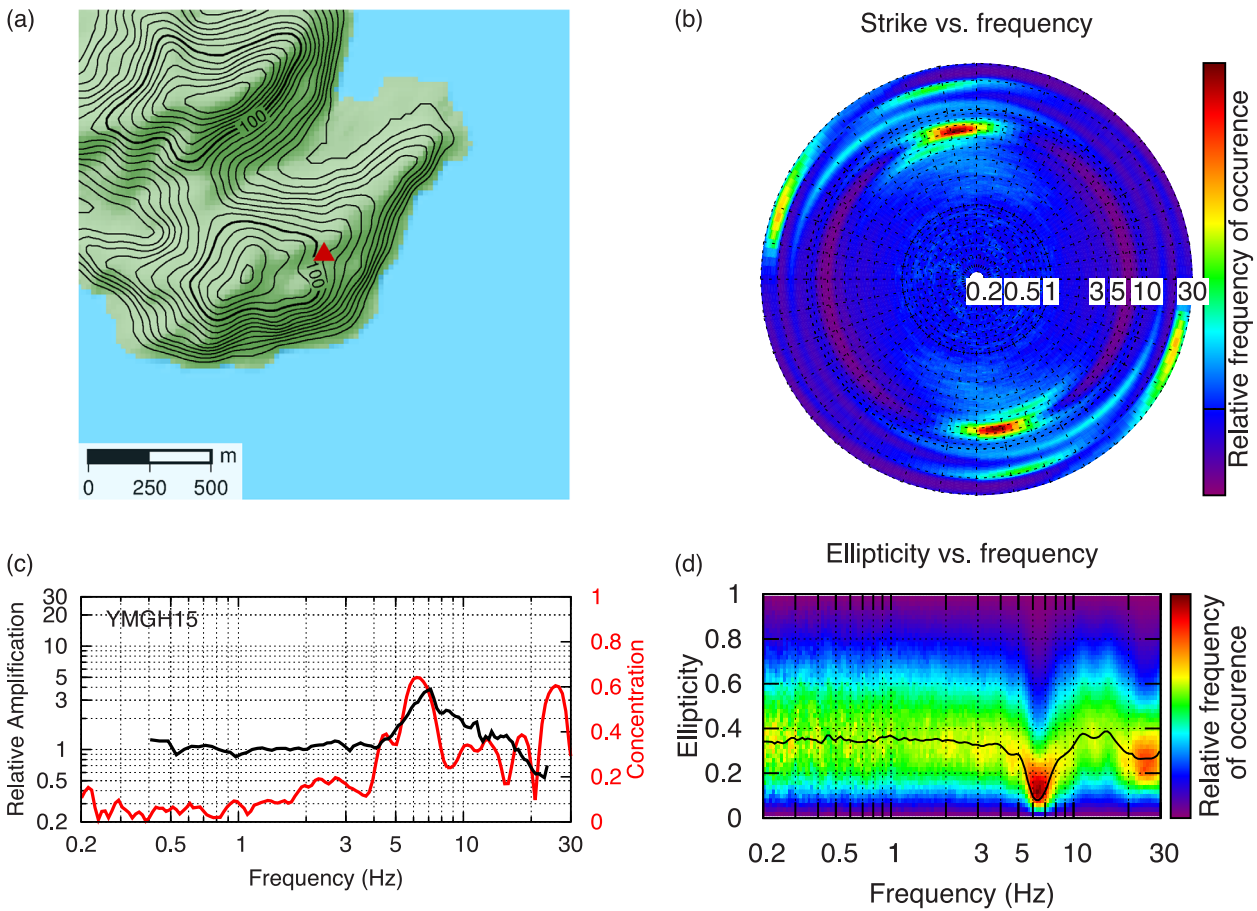 (a)
100
100
m
0 250 500
(b)
Strike vs. frequency
0.2 0.5 1 3 5 10 30
Relative frequency of occurence
(c)
YMGH15
Relative Amplification
30
20
10
5
3
1
0.5
0.2
Concentration
1
0.8
0.6
0.4
0.2
0
0.2 0.5 1 3 5 10 30
Frequency (Hz)
(d)
Ellipticity vs. frequency
Ellipticity
1
0.8
0.6
0.4
0.2
0
0.2 0.5 1 3 5 10 30
Frequency (Hz)
Relative frequency
of occurence